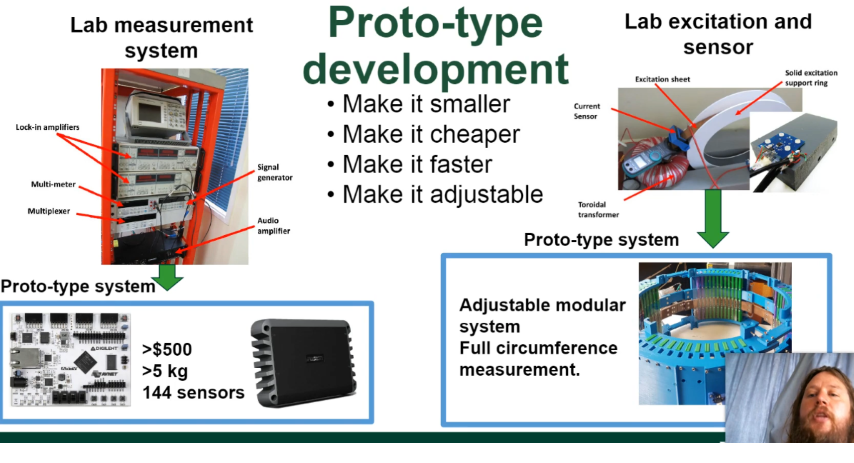 Lab measurement
system
Proto-type
development
Lab excitation and
sensor
• Make it smaller
• Make it cheaper
• Make it faster
• Make it adjustable
Lock-in amplifiers
Multi-meter
Multiplexer
Signal
generator
Audio
amplifier
Excitation sheet
Solid excitation
support ring
Current
Sensor
Toroidal
transformer
Proto-type system
>$500
>5 kg
144 sensors
DIGILENT
AVNET
Proto-type system
Adjustable modular
system
Full circumference
measurement.